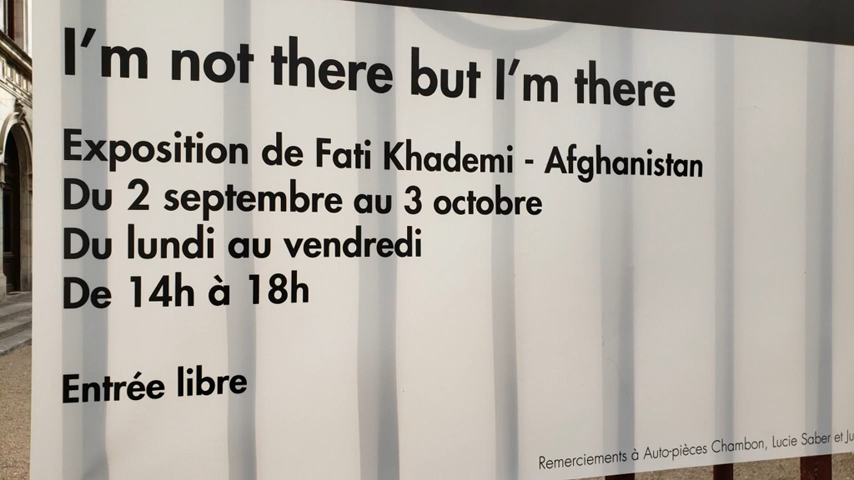 I'm not there but I'm there
Exposition de Fati Khademi - Afghanistan
Du 2 septembre au 3 octobre
Du lundi au vendredi
De 14h à 18h
Entrée libre
Remerciements à Auto-pièces Chambon, Lucie Saber et